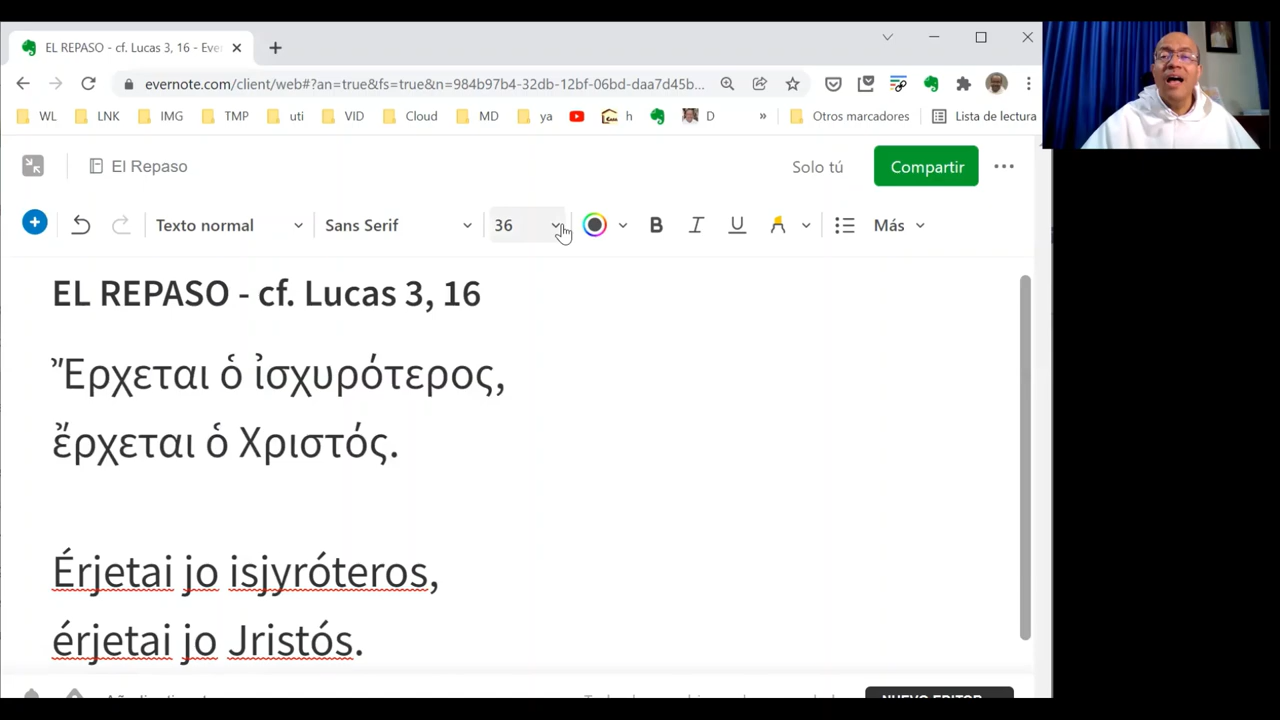 EL REPASO - cf. Lucas 3, 16 - Eve
evernote.com/client/web#?an=true&fs=true&n=984b97b4-32db-12bf-06bd-daa7d45b...
WL LNK IMG TMP uti VID Cloud MD ya h D » Otros marcadores Lista de lectura
El Repaso Solo tú Compartir
Texto normal Sans Serif 36 B I U A Más
EL REPASO - cf. Lucas 3, 16
Ἔρχεται ὁ ἰσχυρότερος,
ἔρχεται ὁ Χριστός.
Érjetai jo isjyróteros,
érjetai jo Jristós.
NUEVO EDITOR